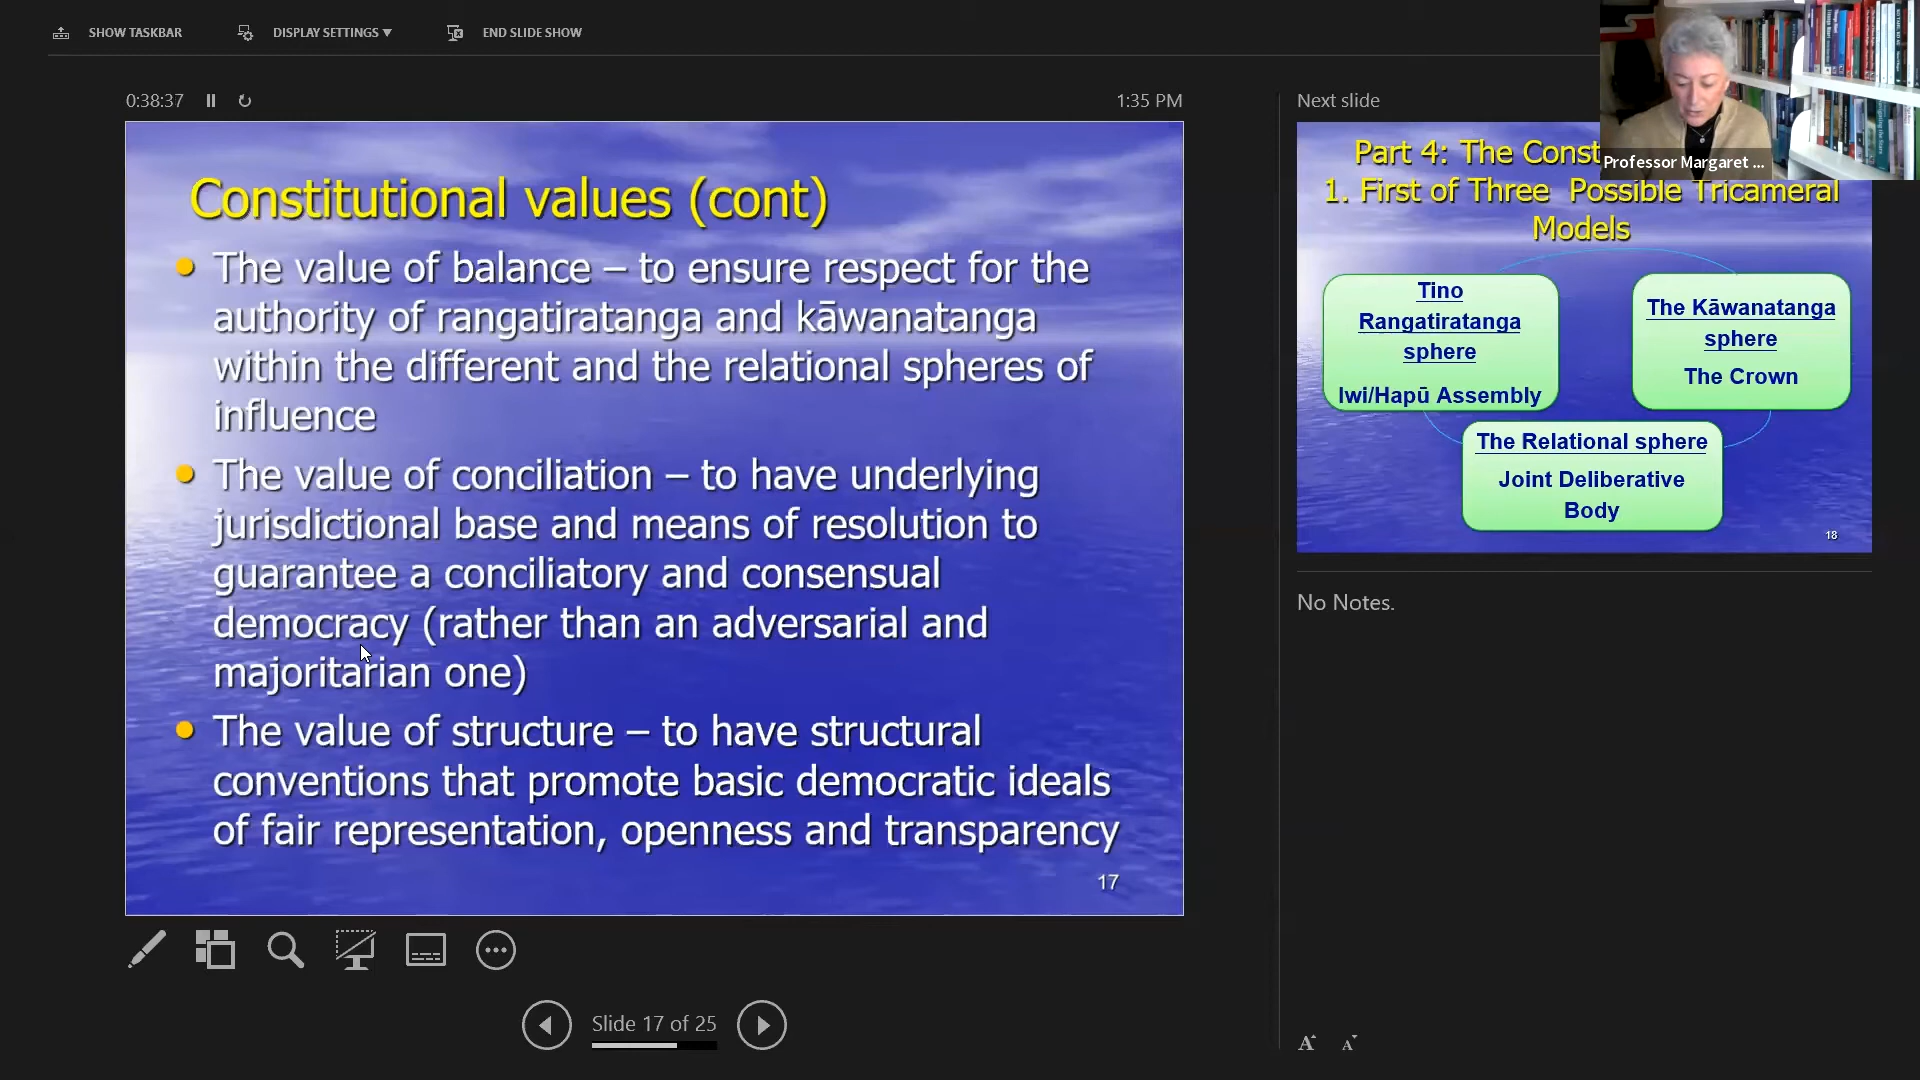 SHOW TASKBAR
DISPLAY SETTINGS ▼
END SLIDE SHOW
0:38:37
1:35 PM
Constitutional values (cont)
• The value of balance – to ensure respect for the
authority of rangatiratanga and kāwanatanga
within the different and the relational spheres of
influence
• The value of conciliation – to have underlying
jurisdictional base and means of resolution to
guarantee a conciliatory and consensual
democracy (rather than an adversarial and
majoritarian one)
• The value of structure – to have structural
conventions that promote basic democratic ideals
of fair representation, openness and transparency
17
Slide 17 of 25
Next slide
Professor Margaret ...
Part 4: The Const
1. First of Three Possible Tricameral
Models
Tino
Rangatiratanga
sphere
Iwi/Hapū Assembly
The Kāwanatanga
sphere
The Crown
The Relational sphere
Joint Deliberative
Body
18
No Notes.
A A